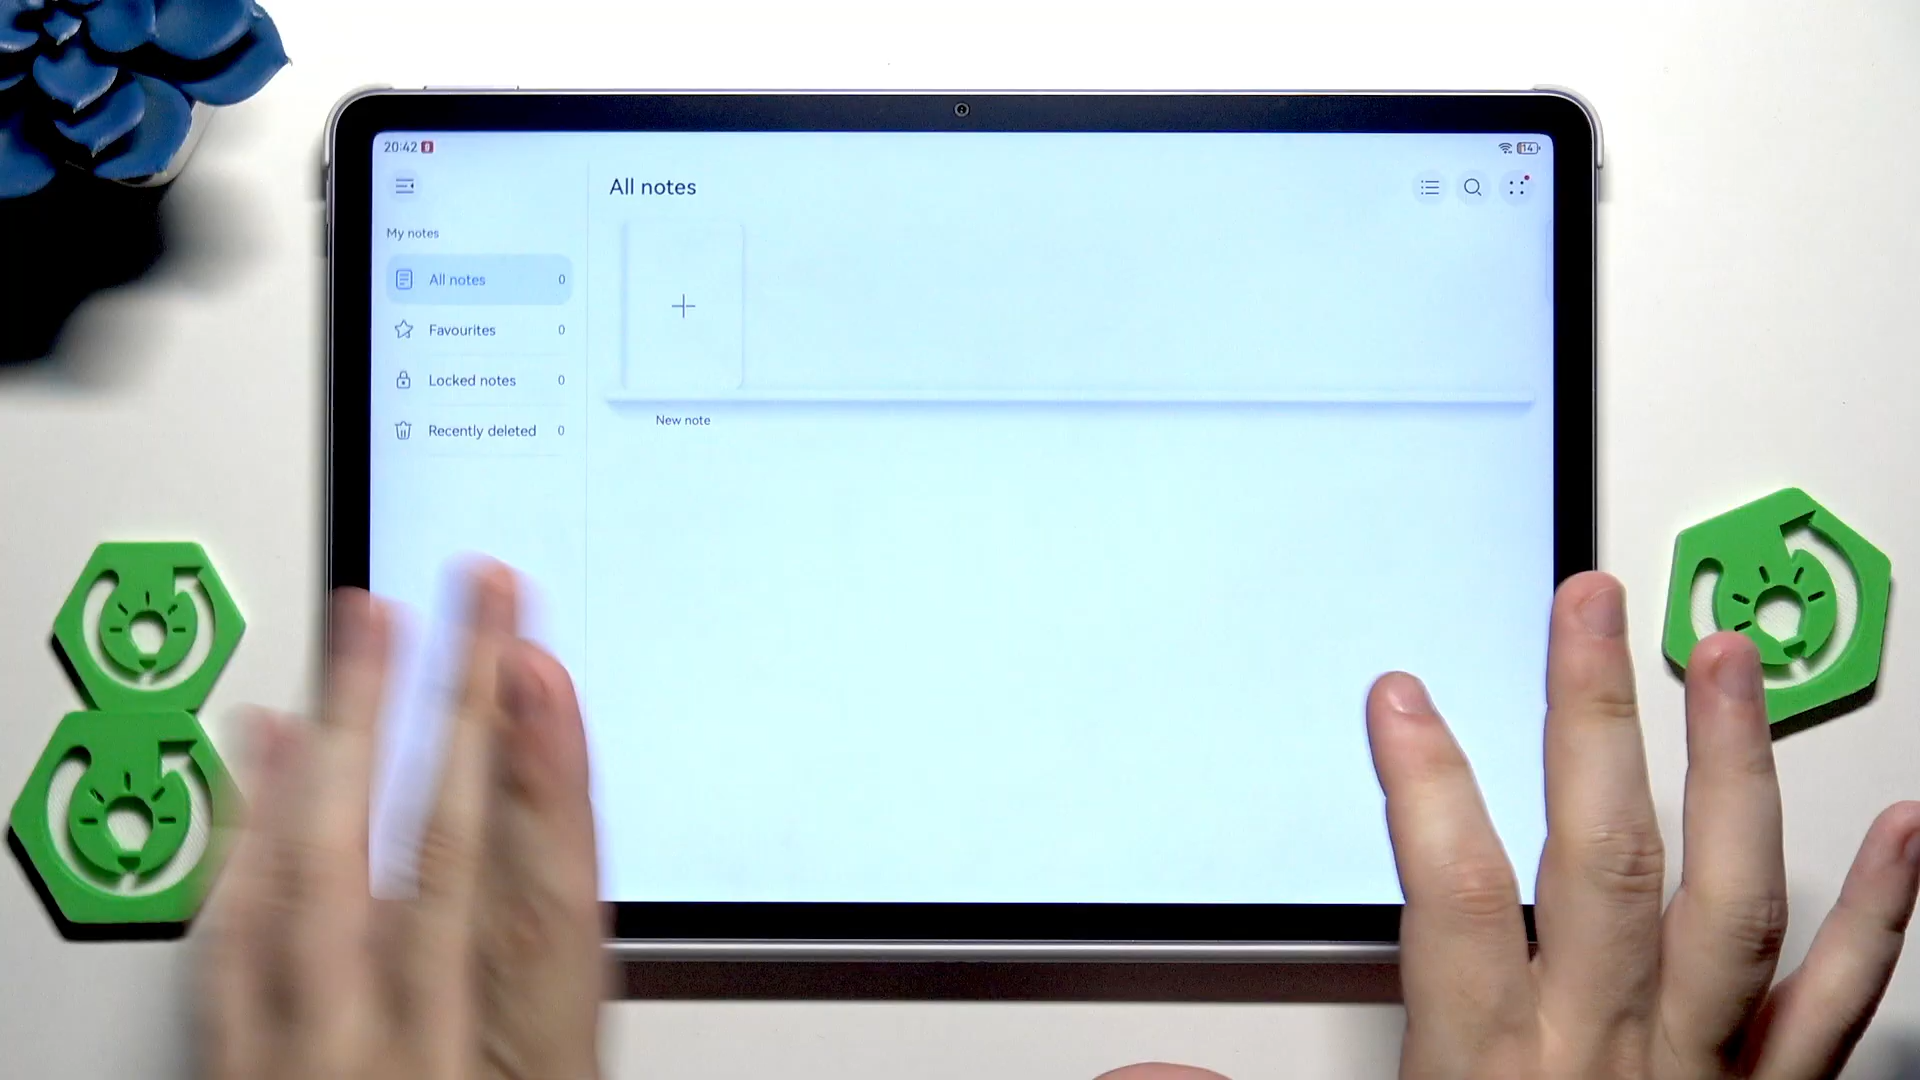 20:42
14
All notes
My notes
All notes 0
Favourites 0
Locked notes 0
Recently deleted 0
New note